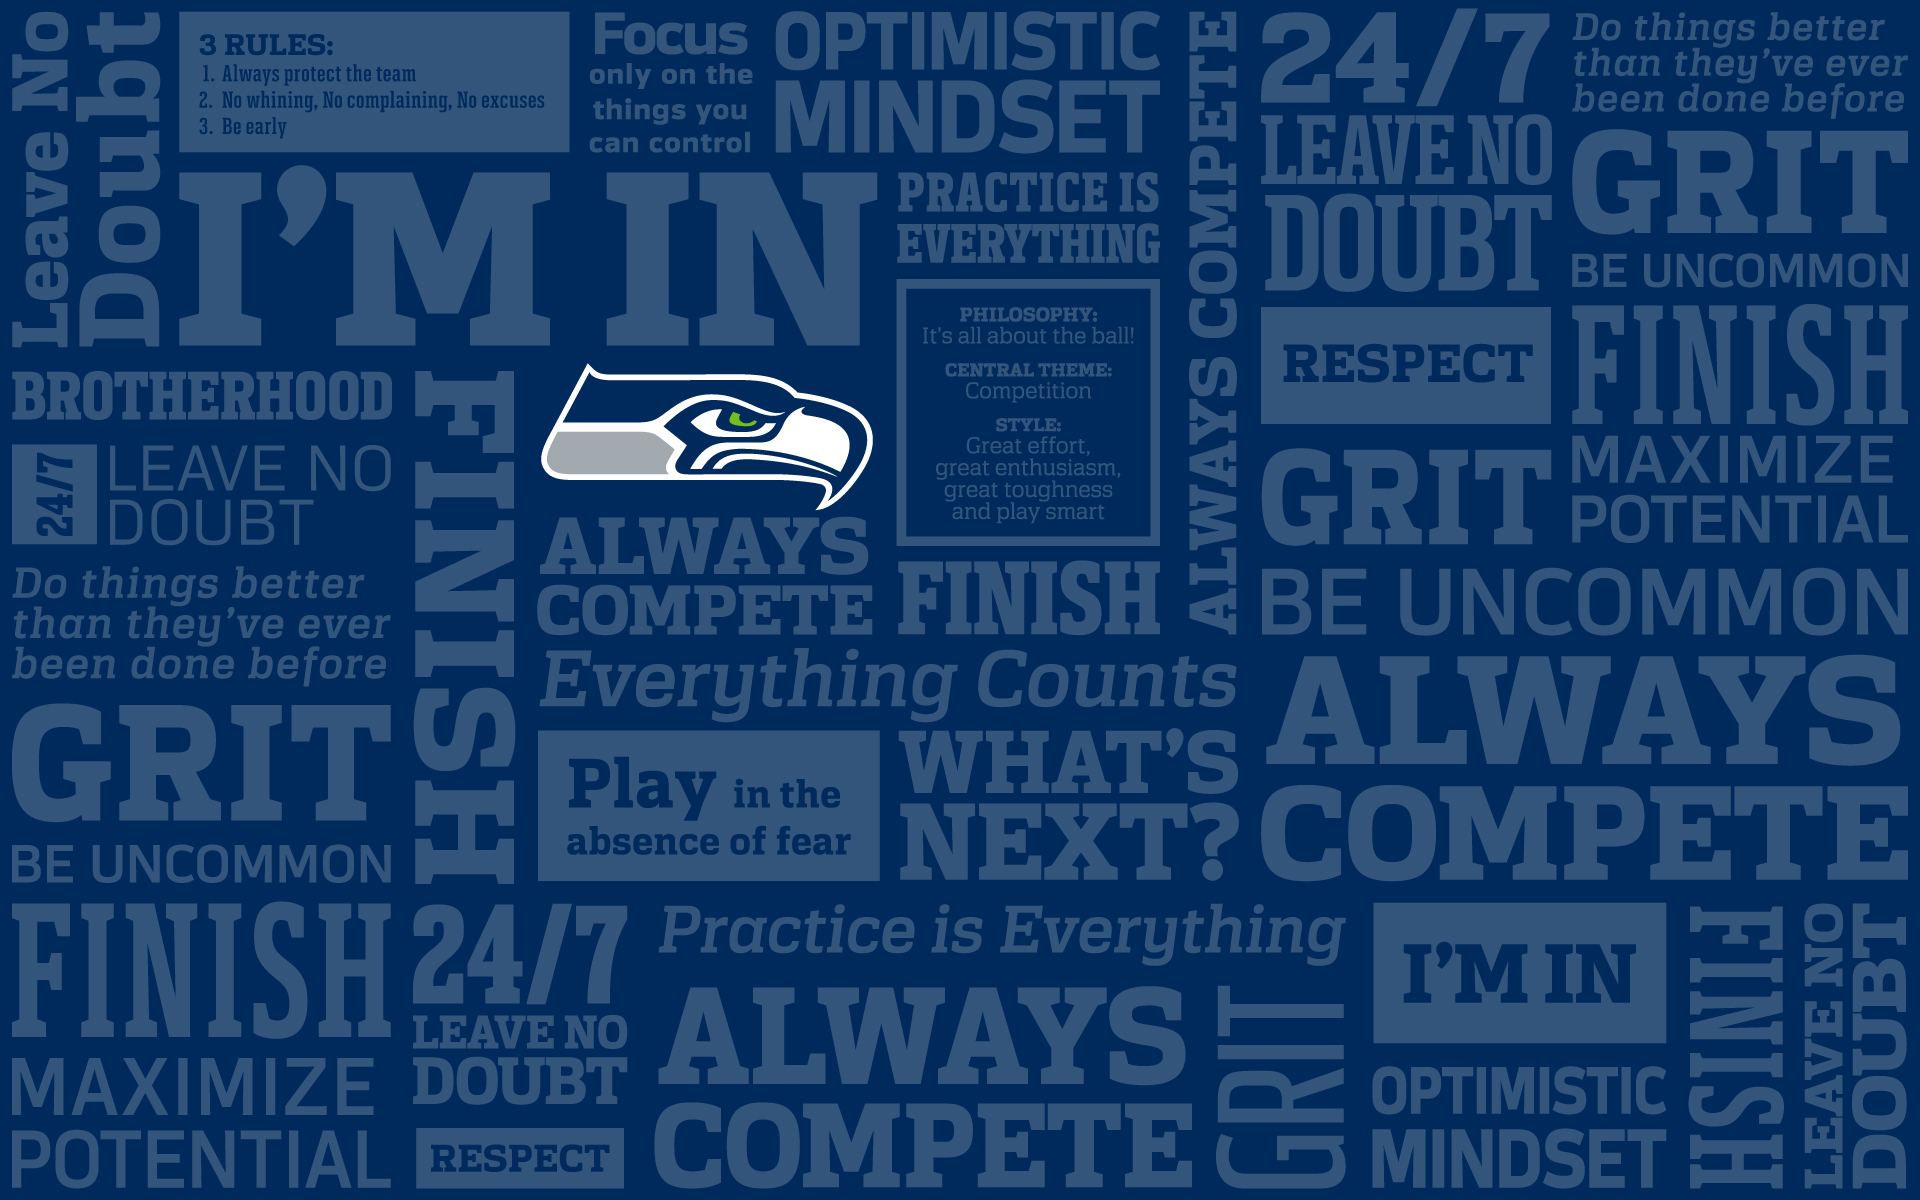 Leave No
Doubt
3 RULES:
1. Always protect the team
2. No whining, No complaining, No excuses
3. Be early
Focus
only on the
things you
can control
OPTIMISTIC
MINDSET
I'M IN
PRACTICE IS
EVERYTHING
ALWAYS COMPETE
24/7
LEAVE NO
DOUBT
Do things better
than they've ever
been done before
GRIT
BE UNCOMMON
RESPECT
FINISH
BROTHERHOOD
24/7
LEAVE NO
DOUBT
FINISH
PHILOSOPHY:
It's all about the ball!
CENTRAL THEME:
Competition
STYLE:
Great effort,
great enthusiasm,
great toughness
and play smart
GRIT
MAXIMIZE
POTENTIAL
ALWAYS
COMPETE
FINISH
BE UNCOMMON
Do things better
than they've ever
been done before
Everything Counts
ALWAYS
COMPETE
GRIT
BE UNCOMMON
Play in the
absence of fear
WHAT'S
NEXT?
FINISH
MAXIMIZE
POTENTIAL
24/7
LEAVE NO
DOUBT
RESPECT
Practice is Everything
ALWAYS
COMPETE
GRIT
I'M IN
OPTIMISTIC
MINDSET
FINISH
LEAVE NO
DOUBT